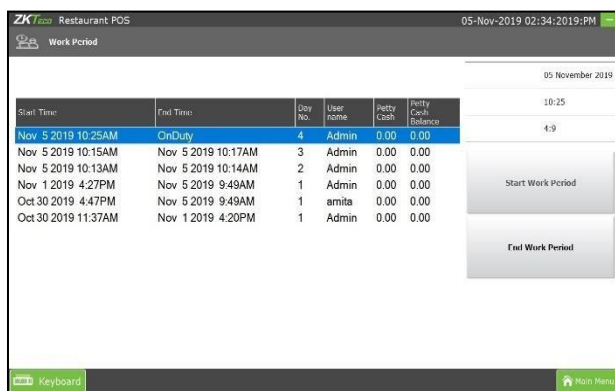 ZKTeco Restaurant POS 05-Nov-2019 02:34:2019:PM
Work Period
05 November 2019
10:25
4:9
Start Time End Time Day No. User name Petty Cash Petty Cash Balance
Nov 5 2019 10:25AM OnDuty 4 Admin 0.00 0.00
Nov 5 2019 10:15AM Nov 5 2019 10:17AM 3 Admin 0.00 0.00
Nov 5 2019 10:13AM Nov 5 2019 10:14AM 2 Admin 0.00 0.00
Nov 1 2019 4:27PM Nov 5 2019 9:49AM 1 Admin 0.00 0.00
Oct 30 2019 4:47PM Nov 5 2019 9:49AM 1 amita 0.00 0.00
Oct 30 2019 11:37AM Nov 1 2019 4:20PM 1 Admin 0.00 0.00
Start Work Period
End Work Period
Keyboard Main Menu